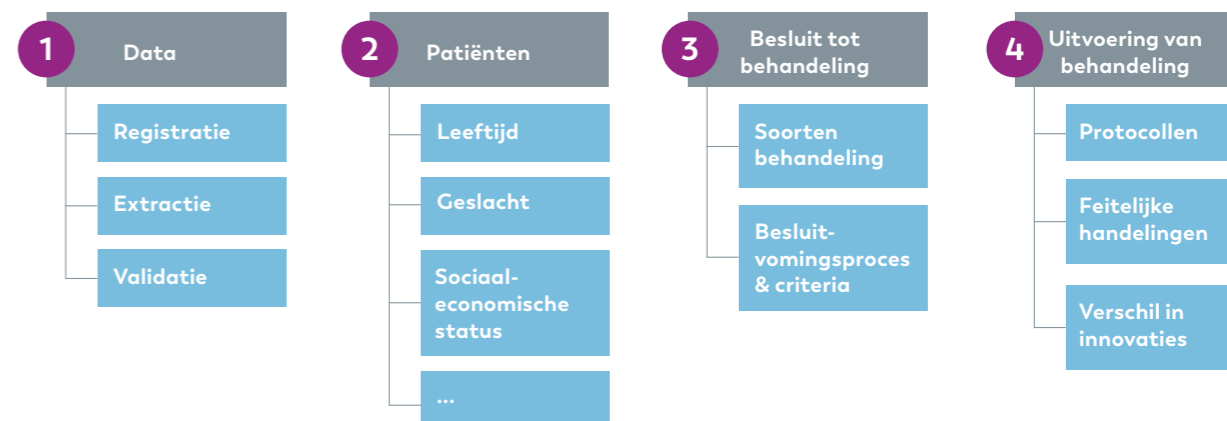 1
Data
Registratie
Extractie
Validatie
2
Patiënten
Leeftijd
Geslacht
Sociaal-
economische
status
...
3
Besluit tot
behandeling
Soorten
behandeling
Besluit-
vomingsproces
& criteria
4
Uitvoering van
behandeling
Protocollen
Feitelijke
handelingen
Verschil in
innovaties